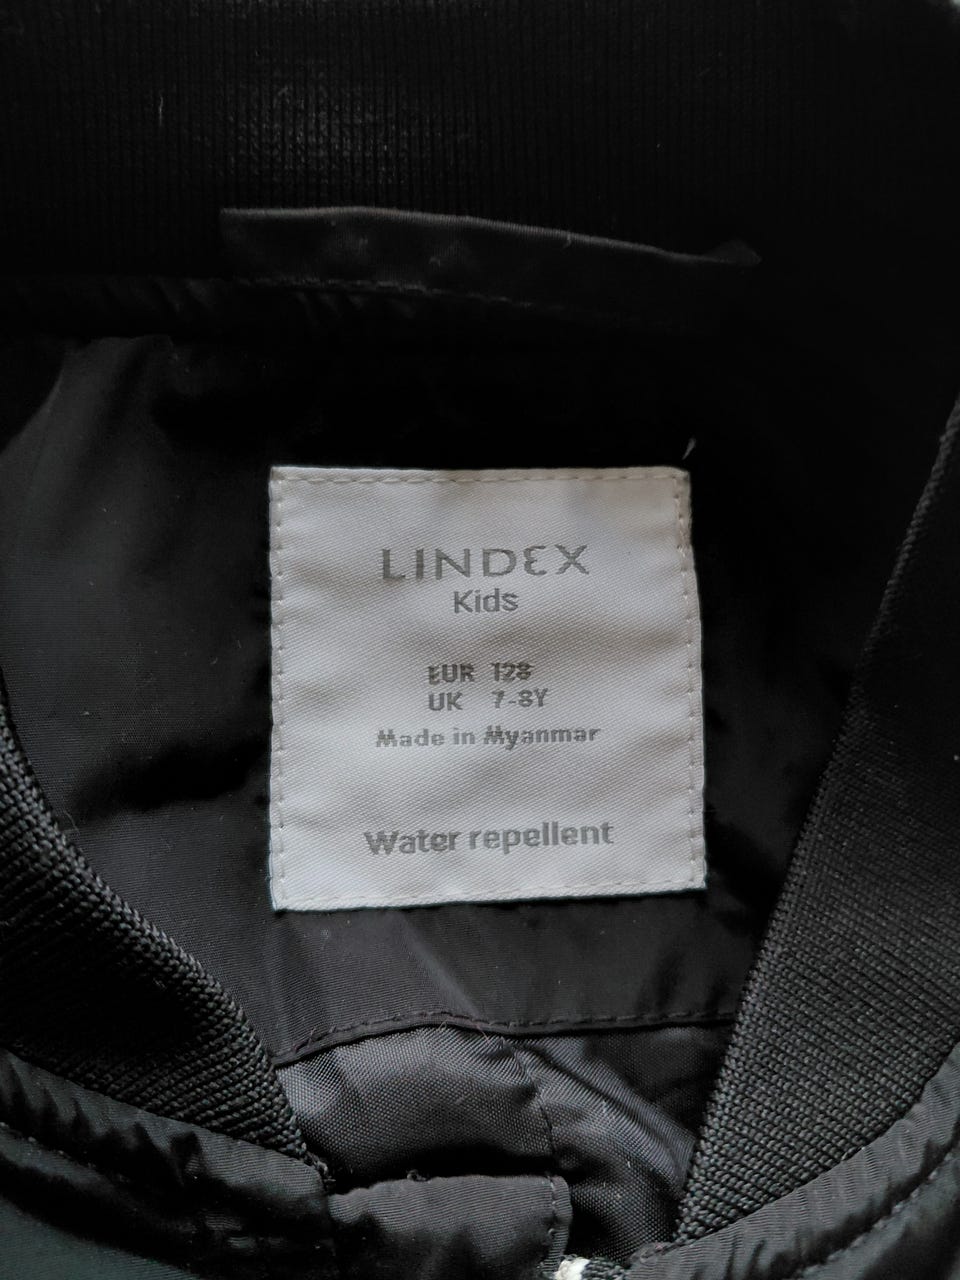 LINDEX
Kids
EUR 128
UK 7-8Y
Made in Myanmar
Water repellent